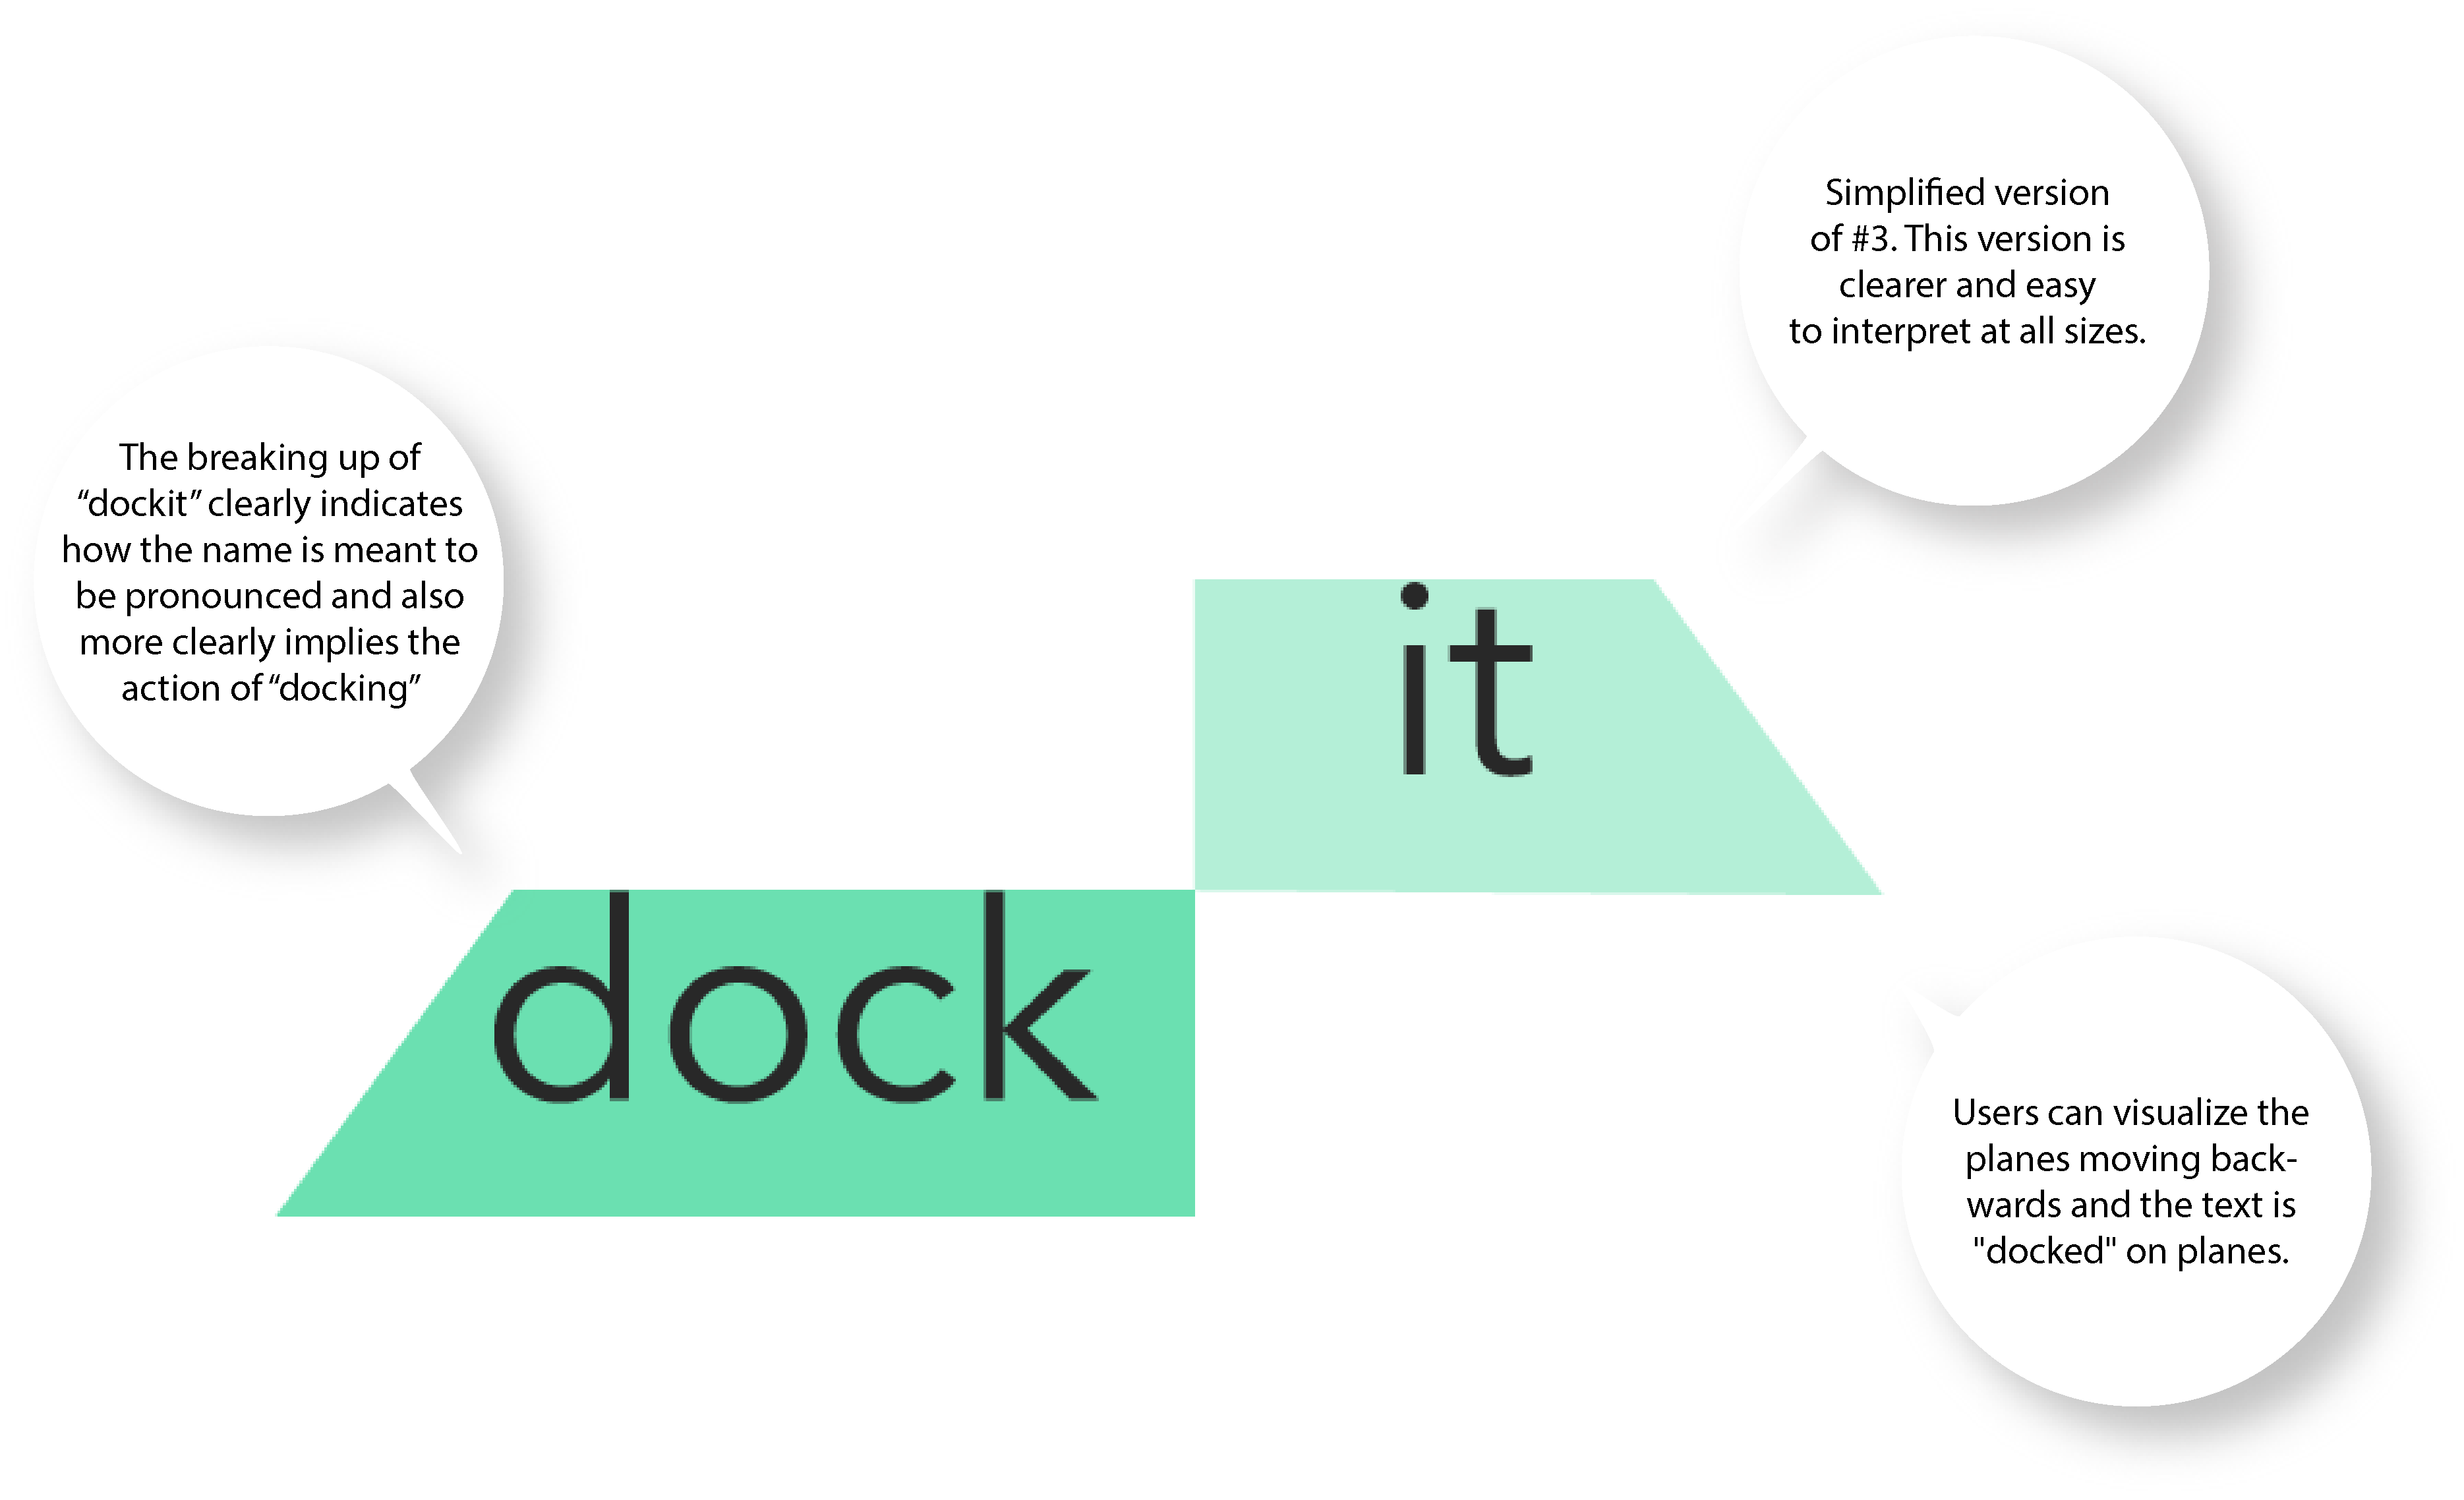 Simplified version
of #3. This version is
clearer and easy
to interpret at all sizes.
The breaking up of
“dockit” clearly indicates
how the name is meant to
be pronounced and also
more clearly implies the
action of “docking”
it
dock
Users can visualize the
planes moving back-
wards and the text is
"docked" on planes.